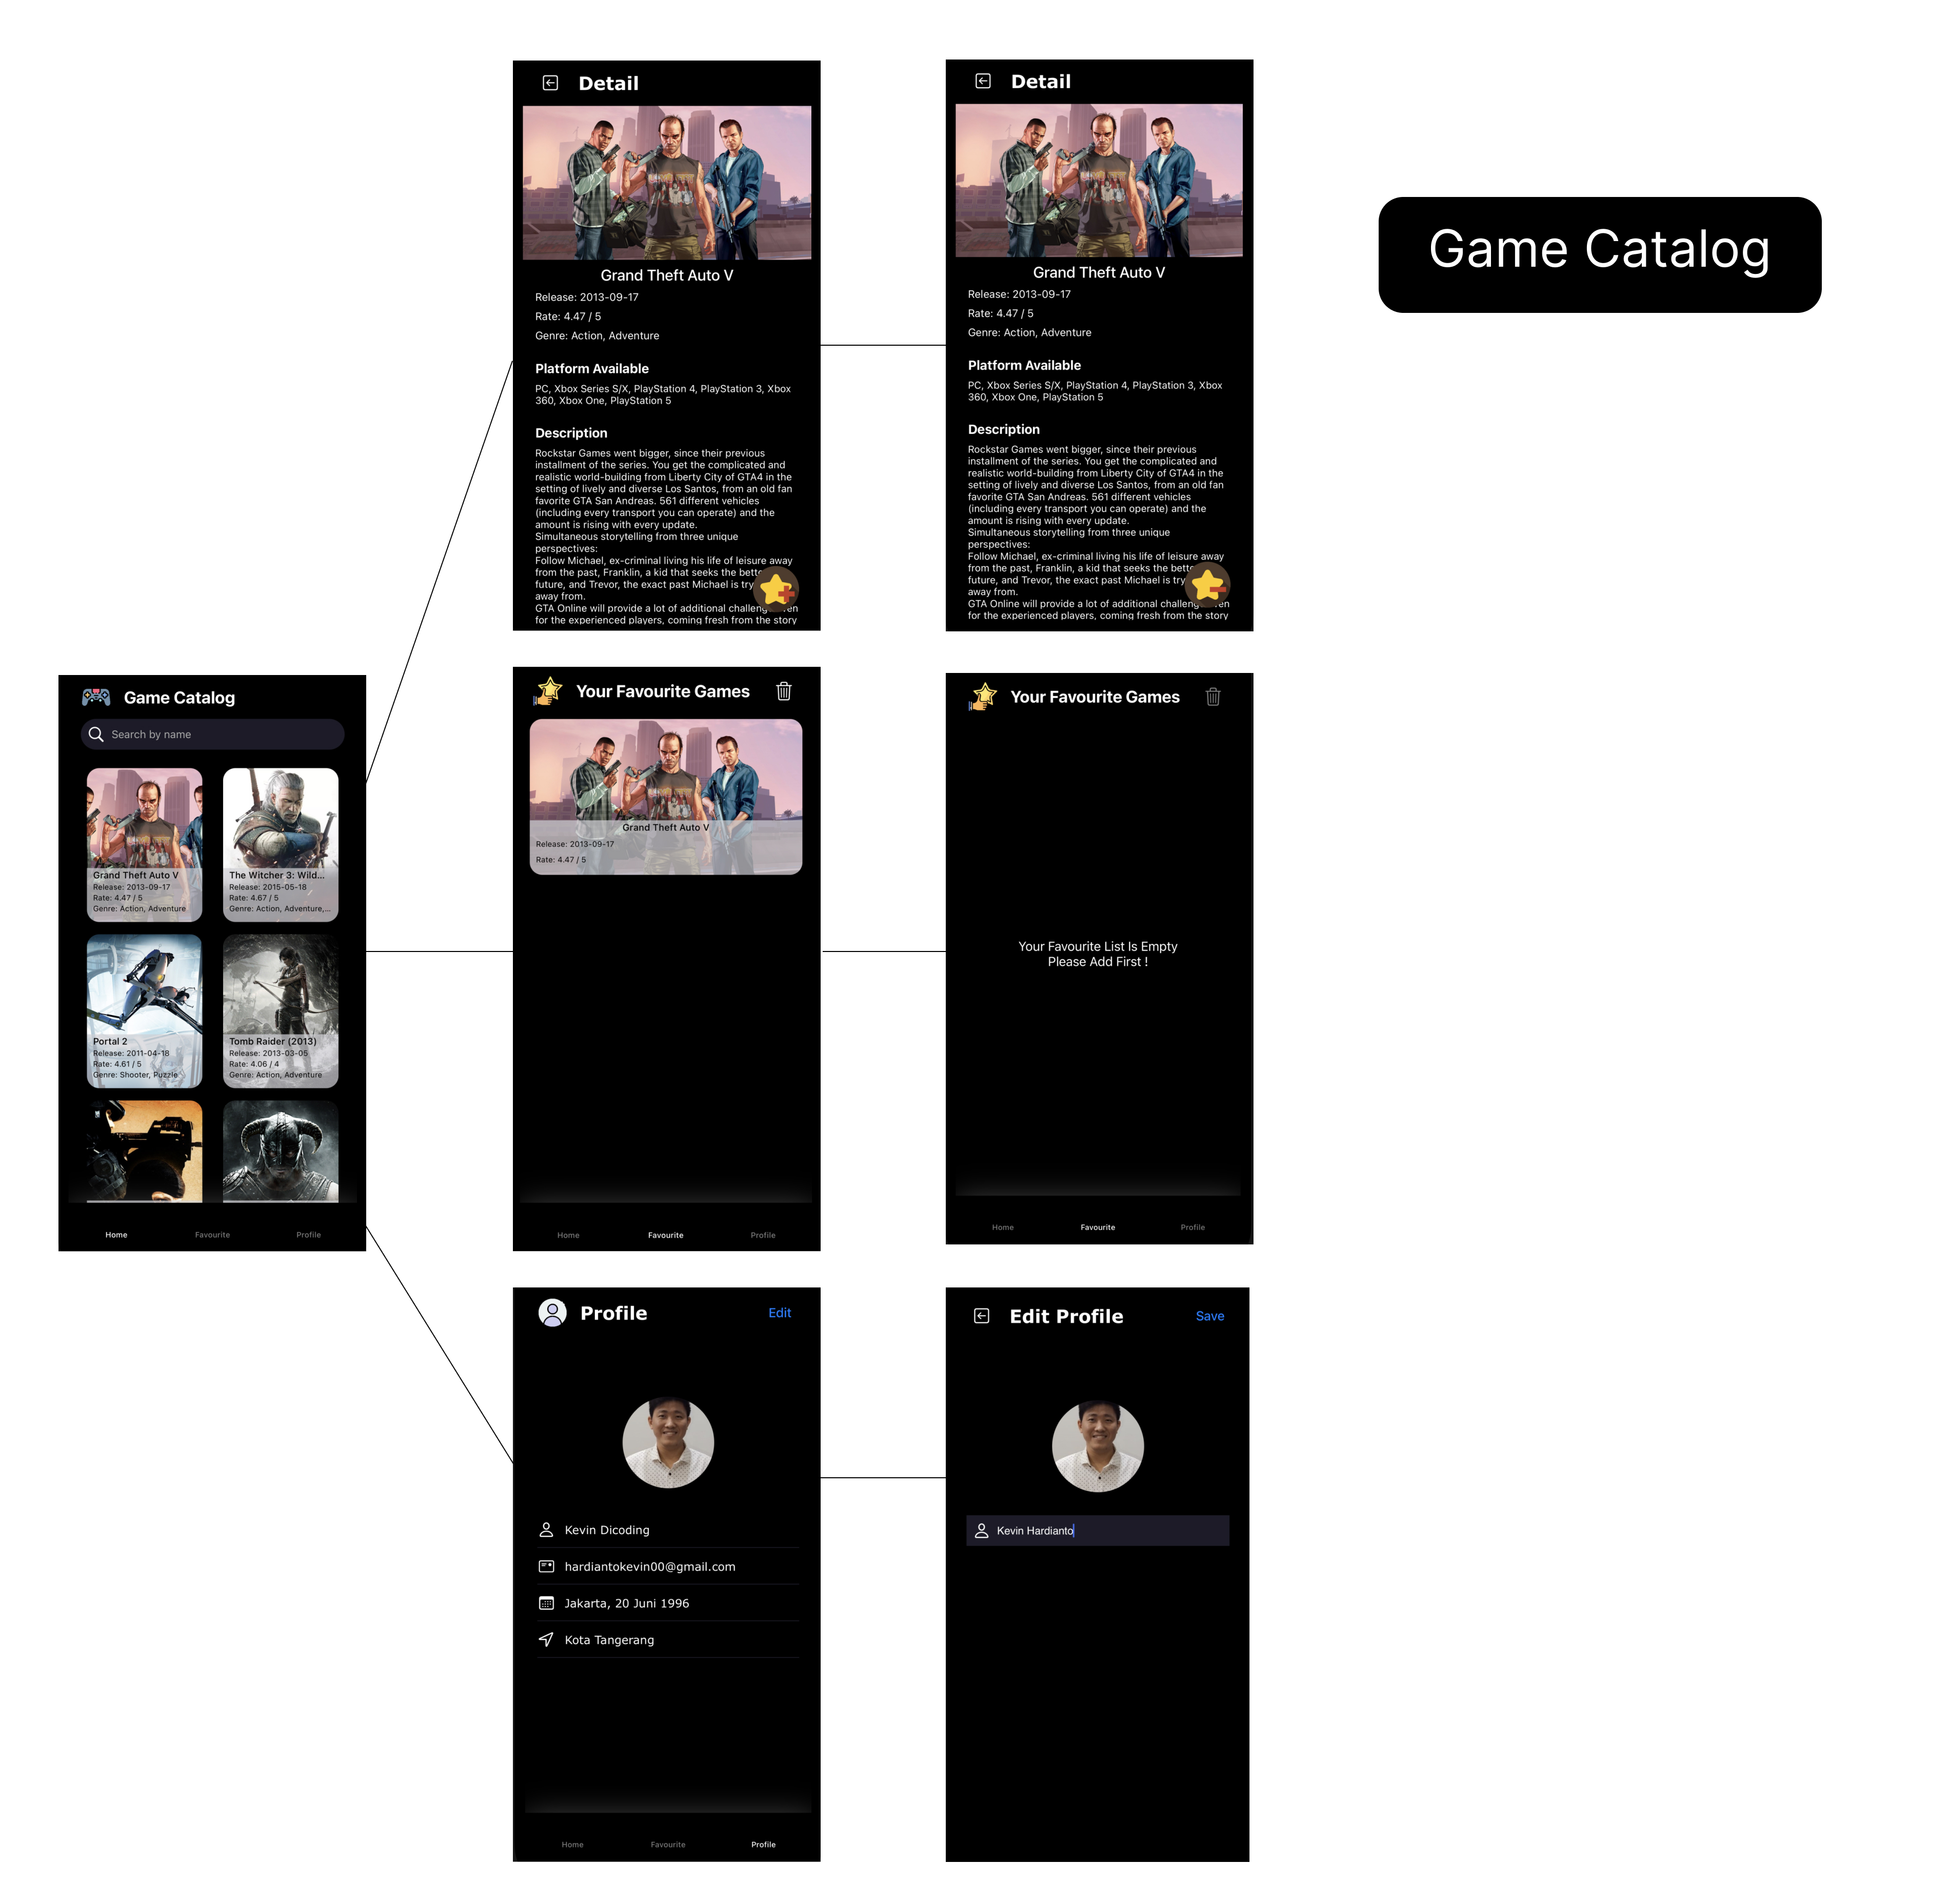 Detail
Grand Theft Auto V
Release: 2013-09-17
Rate: 4.47 / 5
Genre: Action, Adventure
Platform Available
PC, Xbox Series S/X, PlayStation 4, PlayStation 3, Xbox
360, Xbox One, PlayStation 5
Description
Rockstar Games went bigger, since their previous
installment of the series. You get the complicated and
realistic world-building from Liberty City of GTA4 in the
setting of lively and diverse Los Santos, from an old fan
favorite GTA San Andreas. 561 different vehicles
(including every transport you can operate) and the
amount is rising with every update.
Simultaneous storytelling from three unique
perspectives:
Follow Michael, ex-criminal living his life of leisure away
from the past, Franklin, a kid that seeks the
future, and Trevor, the exact past Michael is
away from.
GTA Online will provide a lot of additional
for the experienced players, coming fresh from the story
Detail
Grand Theft Auto V
Release: 2013-09-17
Rate: 4.47 / 5
Genre: Action, Adventure
Platform Available
PC, Xbox Series S/X, PlayStation 4, PlayStation 3, Xbox
360, Xbox One, PlayStation 5
Description
Rockstar Games went bigger, since their previous
installment of the series. You get the complicated and
realistic world-building from Liberty City of GTA4 in the
setting of lively and diverse Los Santos, from an old fan
favorite GTA San Andreas. 561 different vehicles
(including every transport you can operate) and the
amount is rising with every update.
Simultaneous storytelling from three unique
perspectives:
Follow Michael, ex-criminal living his life of leisure away
from the past, Franklin, a kid that seeks the
future, and Trevor, the exact past Michael is
away from.
GTA Online will provide a lot of additional
for the experienced players, coming fresh from the story
Game Catalog
Game Catalog
Search by name
Grand Theft Auto V
Release: 2013-09-17
Rate: 4.47 / 5
Genre: Action, Adventure
The Witcher 3: Wild...
Release: 2015-05-18
Rate: 4.67 / 5
Genre: Action, Adventure,...
Portal 2
Release: 2011-04-18
Rate: 4.61 / 5
Genre: Shooter, Puzzle
Tomb Raider (2013)
Release: 2013-03-05
Rate: 4.06 / 4
Genre: Action, Adventure
Home Favourite Profile
Your Favourite Games
Grand Theft Auto V
Release: 2013-09-17
Rate: 4.47 / 5
Home Favourite Profile
Your Favourite Games
Your Favourite List Is Empty
Please Add First !
Home Favourite Profile
Profile Edit
Kevin Dicoding
hardiantokevin00@gmail.com
Jakarta, 20 Juni 1996
Kota Tangerang
Home Favourite Profile
Edit Profile Save
Kevin Hardianto